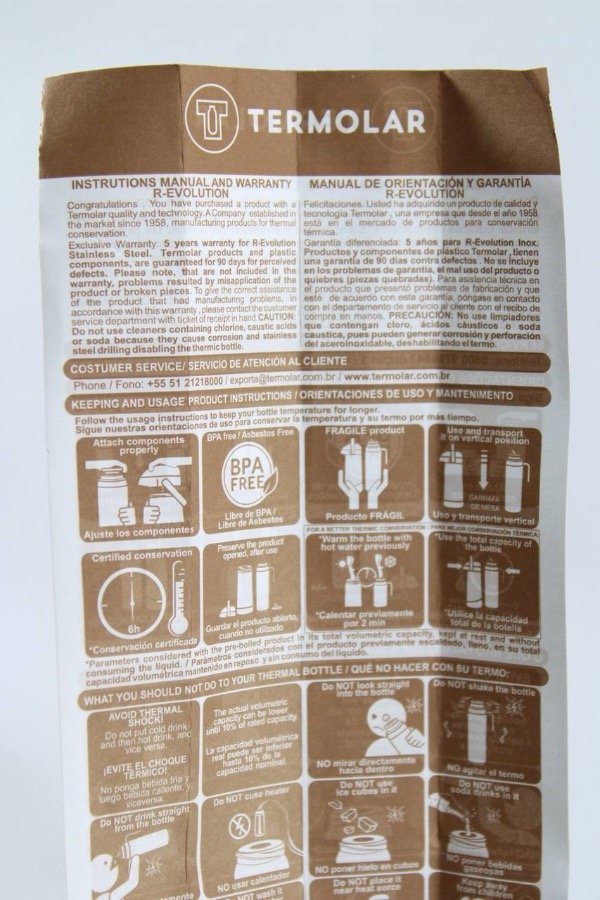 TERMOLAR
INSTRUTIONS MANUAL AND WARRANTY
R-EVOLUTION
Congratulations . You have purchased a product with a
Termolar quality and technology. A Company established in
the market since 1958, manufacturing products for thermal
conservation.
Exclusive Warranty: 5 years warranty for R-Evolution
Stainless Steel. Termolar products and plastic
components, are guaranteed for 90 days for perceived
defects. Please note, that are not included in the
warranty, problems resulted by misapplication of the
product or broken pieces. To give the correct assistance
of the product that had manufacturing problems, in
accordance with this warranty, please contact the customer
service department with ticket of receipt in hand CAUTION:
Do not use cleaners containing chlorine, caustic acids
or soda because they cause corrosion and stainless
steel drilling disabling the thermic bottle.
MANUAL DE ORIENTACIÓN Y GARANTÍA
R-EVOLUTION
Felicitaciones. Usted ha adquirido un producto de calidad y
tecnología Termolar , una empresa que desde el año 1958
está en el mercado de productos para conservación
térmica.
Garantía diferenciada: 5 años para R-Evolution Inox.
Productos y componentes de plástico Termolar , tienen
una garantía de 90 días contra defectos . No se incluye
en los problemas de garantía, el mal uso del producto o
quiebres (piezas quebradas). Para asistencia técnica en
el producto que presentó problemas de fabricación y que
esté de acuerdo con esta garantía, póngase en contacto
con el departamento de servicio al cliente con el recibo de
compra en manos. PRECAUCIÓN: No use limpiadores
que contengan cloro, ácidos cáusticos o soda
caustica, pues pueden generar corrosión y perforación
del aceroinoxidable, deshabilitando el termo.
COSTUMER SERVICE/ SERVICIO DE ATENCIÓN AL CLIENTE
Phone / Fono: +55 51 21218000 / exporta@termolar.com.br / www.termolar.com.br
KEEPING AND USAGE PRODUCT INSTRUCTIONS / ORIENTACIONES DE USO Y MANTENIMENTO
Follow the usage instructions to keep your bottle temperature for longer.
Sigue nuestras orientaciones de uso para conservar la temperatura y su termo por más tiempo.
Attach components
properly
Ajuste los componentes
BPA free / Asbestos Free
BPA
FREE
Libre de BPA /
Libre de Asbestos
FRAGILE product
Producto FRÁGIL
Use and transport
it on vertical position
GARRAFA
DE MESA
Uso y transporte vertical
FOR A BETTER THERMIC CONVERVATION / PARA MEJOR CONSERVACIÓN TÉRMICA
Certified conservation
6h
*Conservación certificada
Preserve the product
opened, after use
Guardar el producto abierto,
cuando no utilizado
*Warm the bottle with
hot water previously
*Calentar previamente
por 2 min
*Use the total capacity of
the bottle
*Utilice la capacidad
total de la botella
*Parameters considered with the pre-boiled product in its total volumetric capacity, kept at rest and without
consuming the liquid. / Parámetros considerados con el producto previamente escaldado, lleno, en su total
capacidad volumétrica mantenido en reposo y sin consumo del liquido.
WHAT YOU SHOULD NOT DO TO YOUR THERMAL BOTTLE / QUÉ NO HACER CON SU TERMO:
AVOID THERMAL
SHOCK!
Do not put cold drink
and then hot drink, and
vice versa.
¡EVITE EL CHOQUE
TÉRMICO!
No ponga bebida fria y
luego bebida caliente, y
viceversa.
The actual volumetric
capacity can be lower
until 10% of rated capacity.
La capacidad volumétrica
real puede ser inferior
hasta 10% de la
capacidad nominal.
Do NOT look straight
into the bottle
NO mirar directamente
hacia dentro
Do NOT shake the bottle
NO agitar el termo
Do NOT drink straight
from the bottle
Do NOT cuse heater
NO usar calentador
Do NOT use
ice cubes in it
NO poner hielo en cubos
Do NOT use
soda drinks in it
NO poner bebidas
gaseosas
Do NOT wash it
Do NOT place it
near heat sorce
Keep away
from children